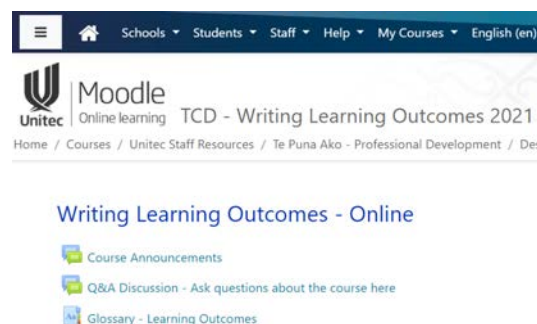 Schools Students Staff Help My Courses English (en)
Unitec Moodle Online learning TCD - Writing Learning Outcomes 2021
Home / Courses / Unitec Staff Resources / Te Puna Ako - Professional Development / Des
Writing Learning Outcomes - Online
Course Announcements
Q&A Discussion - Ask questions about the course here
Glossary - Learning Outcomes